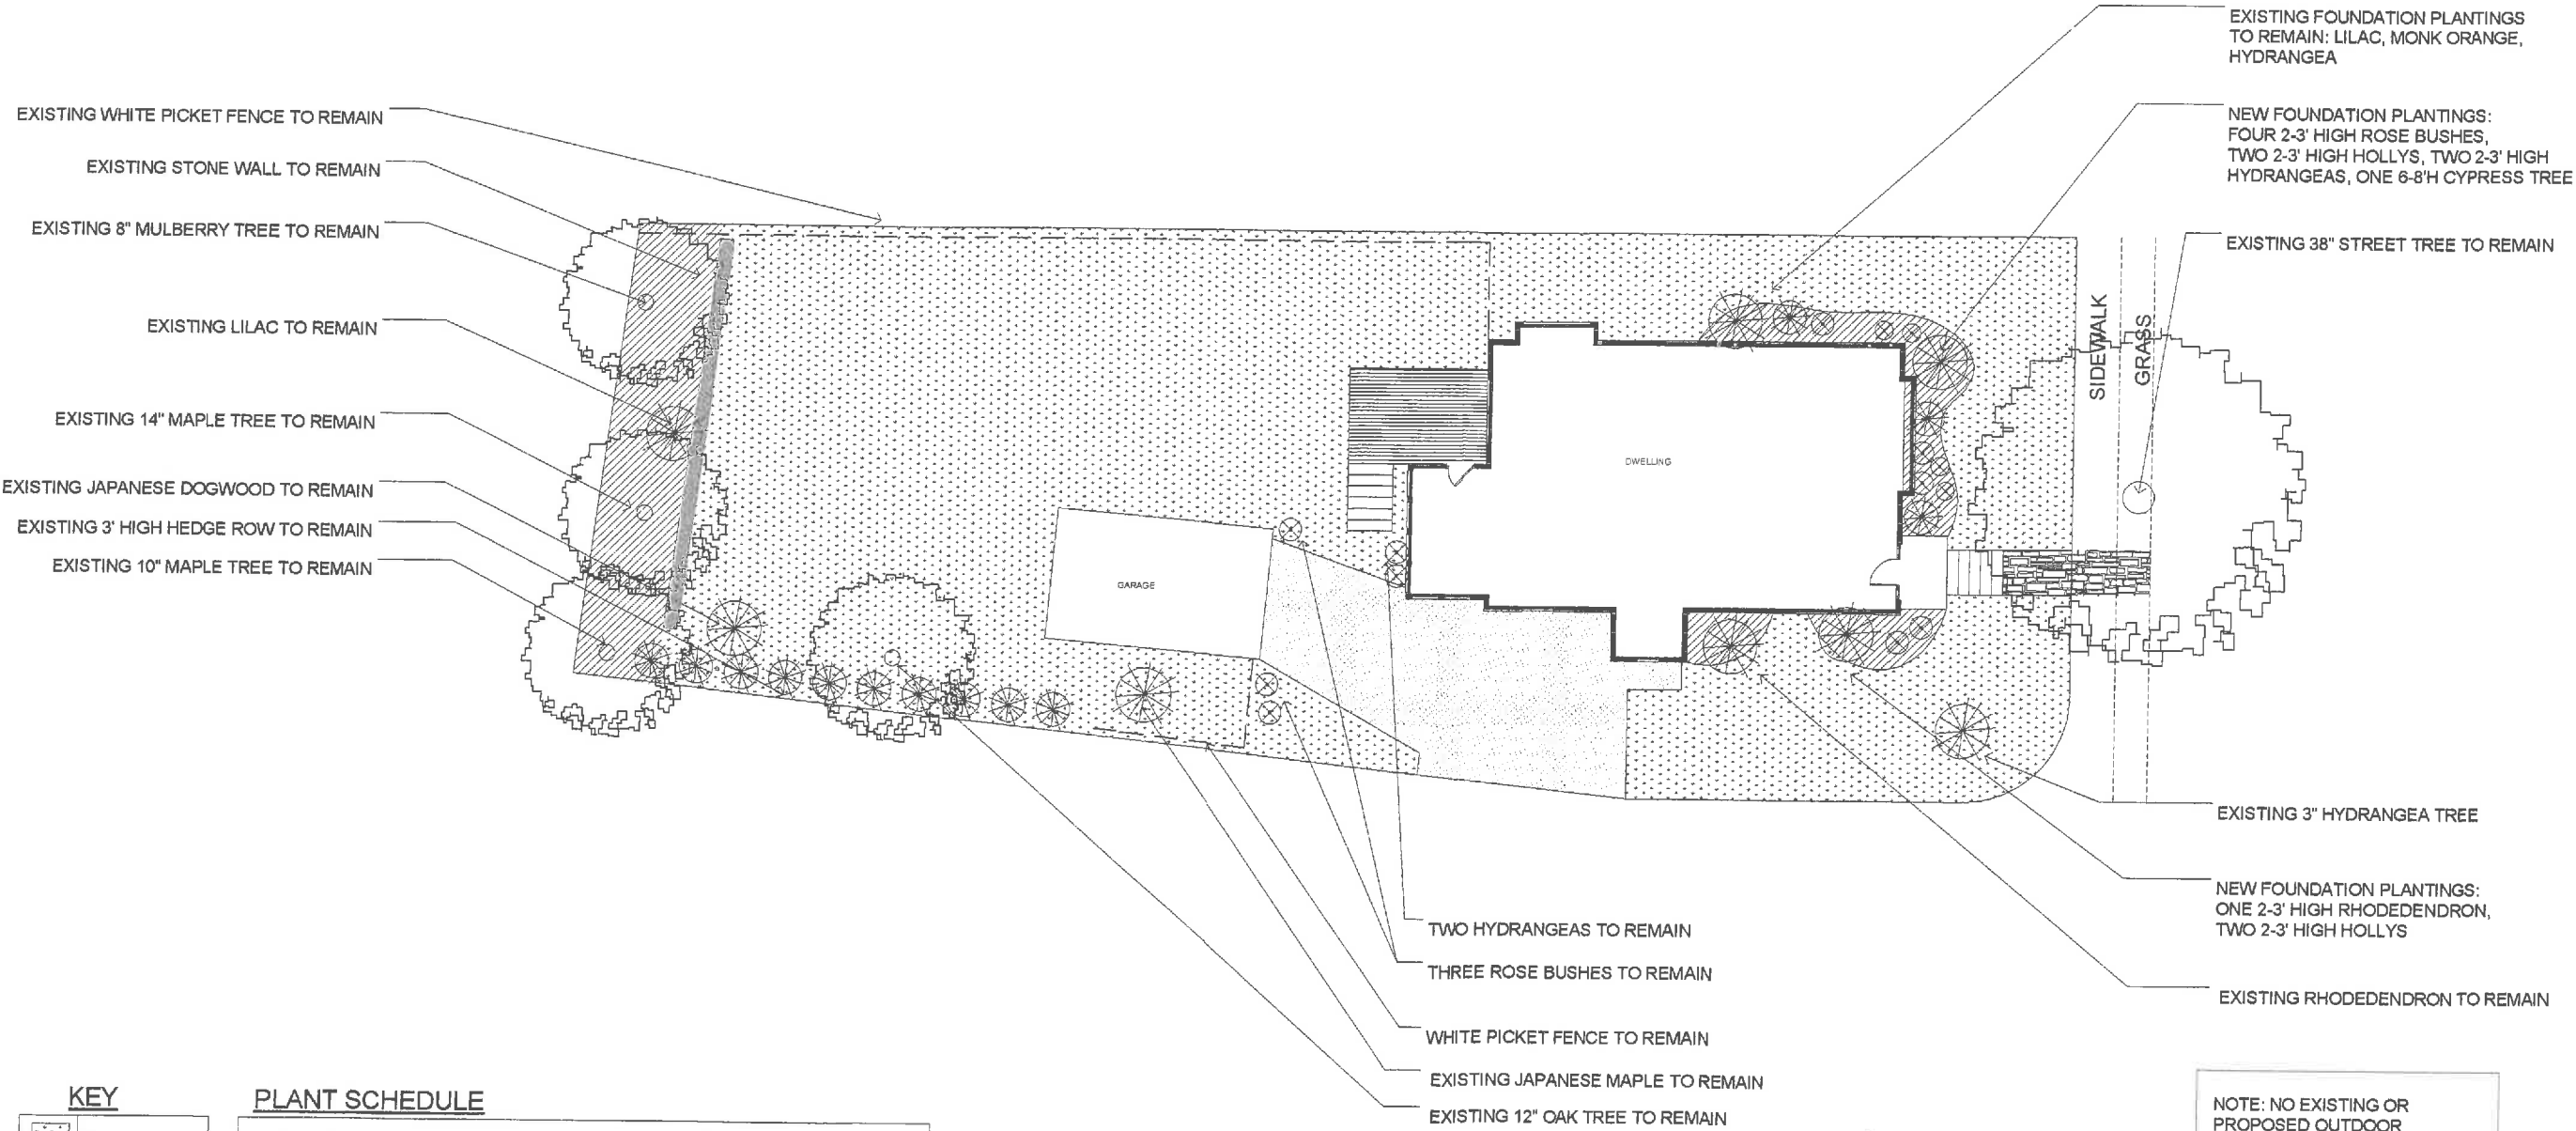 EXISTING FOUNDATION PLANTINGS
TO REMAIN: LILAC, MONK ORANGE,
HYDRANGEA
NEW FOUNDATION PLANTINGS:
FOUR 2-3' HIGH ROSE BUSHES,
TWO 2-3' HIGH HOLLYS, TWO 2-3' HIGH
HYDRANGEAS, ONE 6-8'H CYPRESS TREE
EXISTING 38" STREET TREE TO REMAIN
EXISTING WHITE PICKET FENCE TO REMAIN
EXISTING STONE WALL TO REMAIN
EXISTING 8" MULBERRY TREE TO REMAIN
EXISTING LILAC TO REMAIN
EXISTING 14" MAPLE TREE TO REMAIN
EXISTING JAPANESE DOGWOOD TO REMAIN
EXISTING 3' HIGH HEDGE ROW TO REMAIN
EXISTING 10" MAPLE TREE TO REMAIN
SIDEWALK
GRASS
DWELLING
GARAGE
EXISTING 3" HYDRANGEA TREE
NEW FOUNDATION PLANTINGS:
ONE 2-3' HIGH RHODEDENDRON,
TWO 2-3' HIGH HOLLYS
EXISTING RHODEDENDRON TO REMAIN
TWO HYDRANGEAS TO REMAIN
THREE ROSE BUSHES TO REMAIN
WHITE PICKET FENCE TO REMAIN
EXISTING JAPANESE MAPLE TO REMAIN
EXISTING 12" OAK TREE TO REMAIN
KEY
PLANT SCHEDULE
NOTE: NO EXISTING OR
PROPOSED OUTDOOR